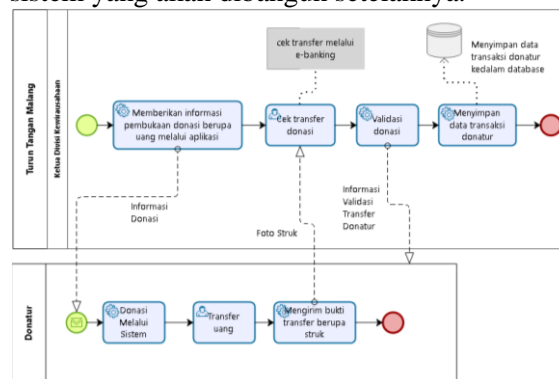 sistem yang akan dibangun setelahnya.
cek transfer melalui
e-banking
Menyimpan data
transaksi donatur
kedalam database
Turun Tangan Malang
Ketua Divisi Kewirausahaan
Memberikan informasi
pembukaan donasi berupa
uang melalui aplikasi
Cek transfer
donasi
Validasi
donasi
Menyimpan
data transaksi
donatur
Informasi
Donasi
Foto Struk
Informasi
Validasi
Transfer
Donatur
Donatur
Donasi
Melalui
Sistem
Transfer
uang
Mengirim bukti
transfer berupa
struk